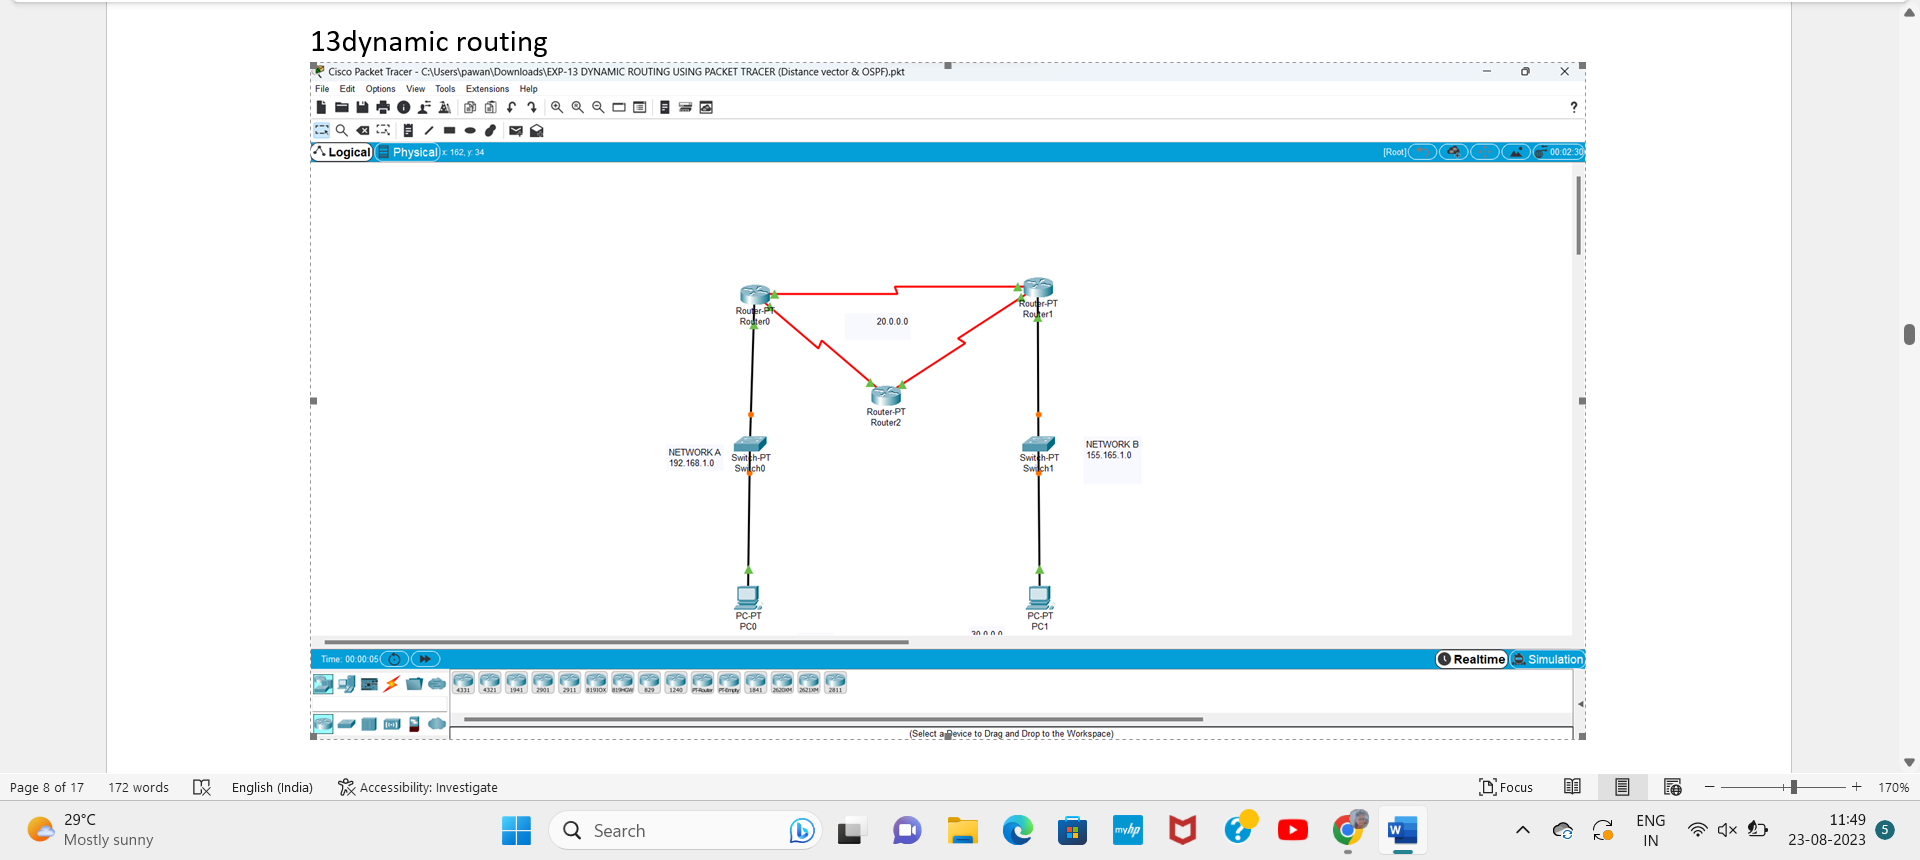 13dynamic routing
Cisco Packet Tracer - C:\Users\pawan\Downloads\EXP-13 DYNAMIC ROUTING USING PACKET TRACER (Distance vector & OSPF).pkt
File Edit Options View Tools Extensions Help
?
Logical Physical x: 162, y: 34 [Root] 00:02:30
Router-PT
Router0
Router-PT
Router1
20.0.0.0
Router-PT
Router2
NETWORK A
192.168.1.0
Switch-PT
Switch0
Switch-PT
Switch1
NETWORK B
155.165.1.0
PC-PT
PC0
PC-PT
PC1
30.0.0.0
Time: 00:00:05 Realtime Simulation
4331 4321 1941 2901 2911 819IOX 819HGW 829 1240 PT-Router PT-Empty 1841 2620XM 2621XM 2811
(Select a Device to Drag and Drop to the Workspace)
Page 8 of 17 172 words English (India) Accessibility: Investigate Focus 170%
29°C
Mostly sunny
Search
myhp
W
ENG
IN
11:49
23-08-2023
5